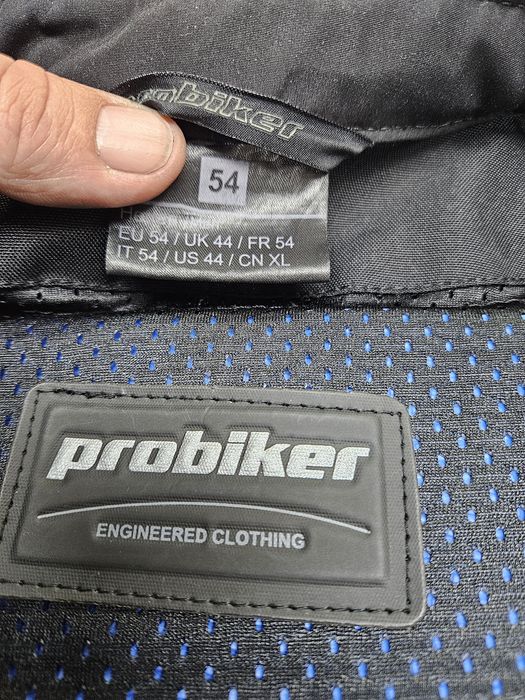 probiker
54
EU 54 / UK 44 / FR 54
IT 54 / US 44 / CN XL
probiker
ENGINEERED CLOTHING